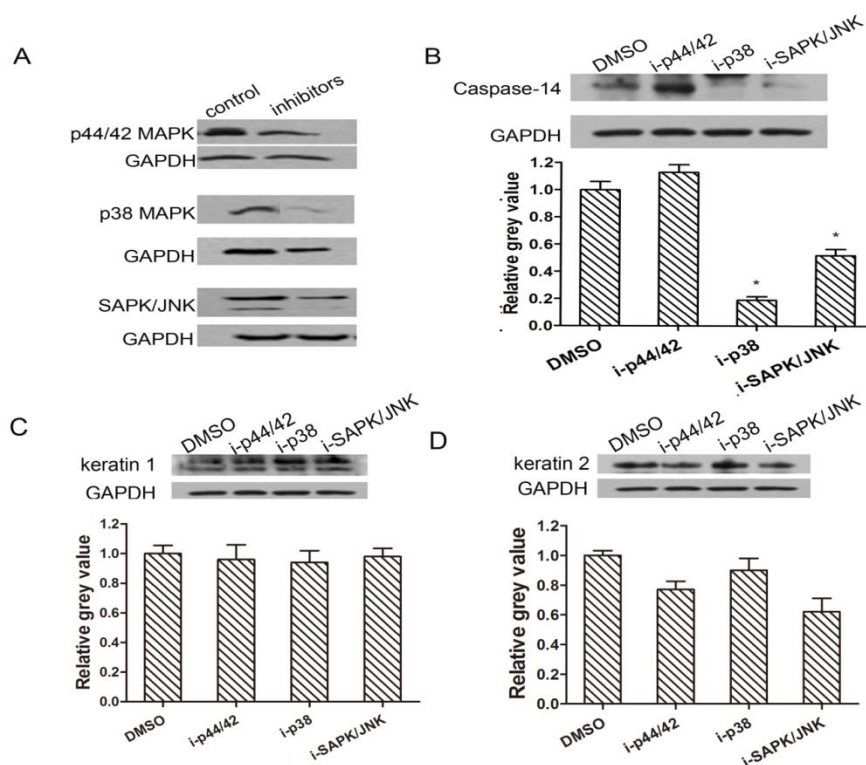 A
control
inhibitors
p44/42 MAPK
GAPDH
p38 MAPK
GAPDH
SAPK/JNK
GAPDH
B
DMSO
i-p44/42
i-p38
i-SAPK/JNK
Caspase-14
GAPDH
Relative grey value
1.2
1.0
0.8
0.6
0.4
0.2
0.0
*
*
DMSO
i-p44/42
i-p38
i-SAPK/JNK
C
DMSO
i-p44/42
i-p38
i-SAPK/JNK
keratin 1
GAPDH
Relative grey value
1.2
1.0
0.8
0.6
0.4
0.2
0.0
DMSO
i-p44/42
i-p38
i-SAPK/JNK
D
DMSO
i-p44/42
i-p38
i-SAPK/JNK
keratin 2
GAPDH
Relative grey value
1.2
1.0
0.8
0.6
0.4
0.2
0.0
DMSO
i-p44/42
i-p38
i-SAPK/JNK